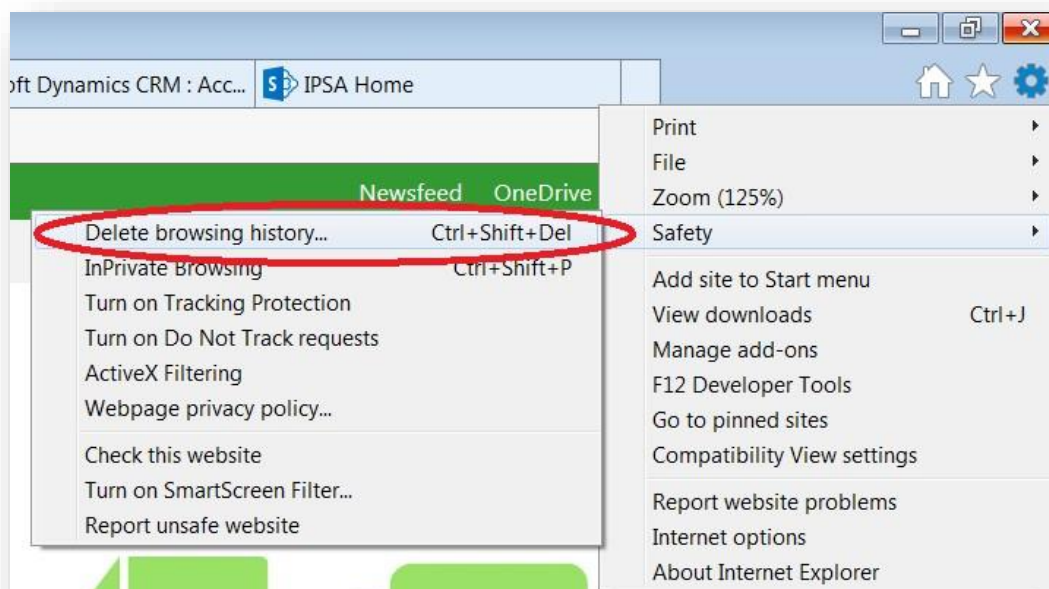 oft Dynamics CRM : Acc... IPSA Home
Newsfeed OneDrive
Print
File
Zoom (125%)
Safety
Add site to Start menu
View downloads Ctrl+J
Manage add-ons
F12 Developer Tools
Go to pinned sites
Compatibility View settings
Report website problems
Internet options
About Internet Explorer
Delete browsing history... Ctrl+Shift+Del
InPrivate Browsing Ctrl+Shift+P
Turn on Tracking Protection
Turn on Do Not Track requests
ActiveX Filtering
Webpage privacy policy...
Check this website
Turn on SmartScreen Filter...
Report unsafe website